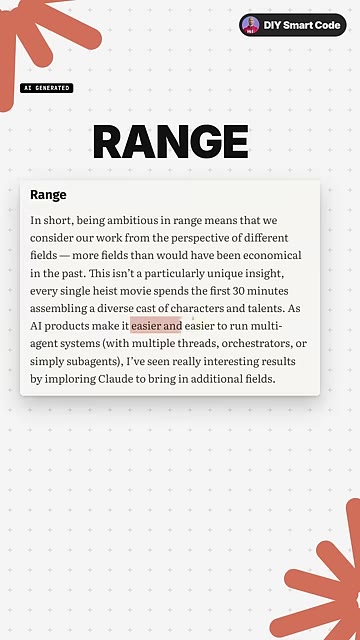 DIY Smart Code
AI GENERATED
RANGE
Range
In short, being ambitious in range means that we
consider our work from the perspective of different
fields — more fields than would have been economical
in the past. This isn’t a particularly unique insight,
every single heist movie spends the first 30 minutes
assembling a diverse cast of characters and talents. As
AI products make it easier and easier to run multi-
agent systems (with multiple threads, orchestrators, or
simply subagents), I’ve seen really interesting results
by imploring Claude to bring in additional fields.